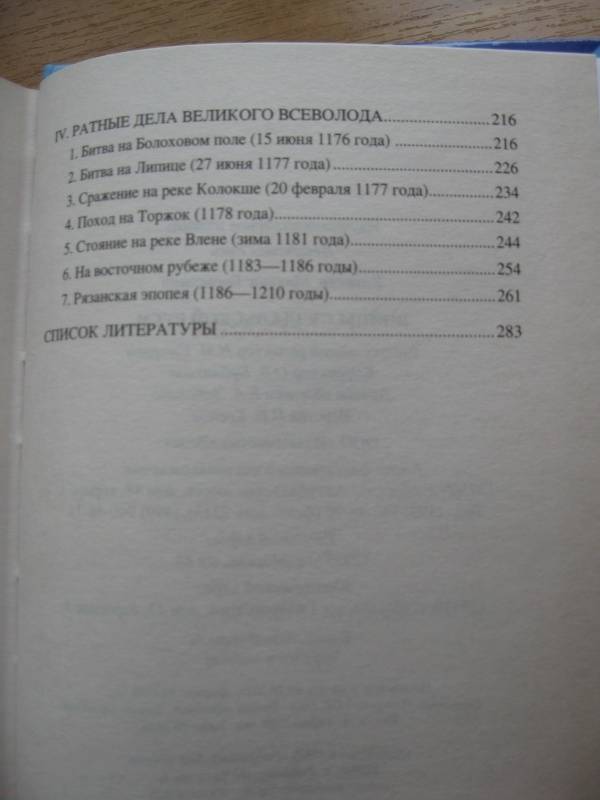 IV. РАТНЫЕ ДЕЛА ВЕЛИКОГО ВСЕВОЛОДА................216
1. Битва на Болоховом поле (15 июня 1176 года) ................216
2. Битва на Липице (27 июня 1177 года)................226
3. Сражение на реке Колокше (20 февраля 1177 года)................234
4. Поход на Торжок (1178 года)................242
5. Стояние на реке Влене (зима 1181 года)................244
6. На восточном рубеже (1183—1186 годы)................254
7. Рязанская эпопея (1186—1210 годы)................261
СПИСОК ЛИТЕРАТУРЫ................283